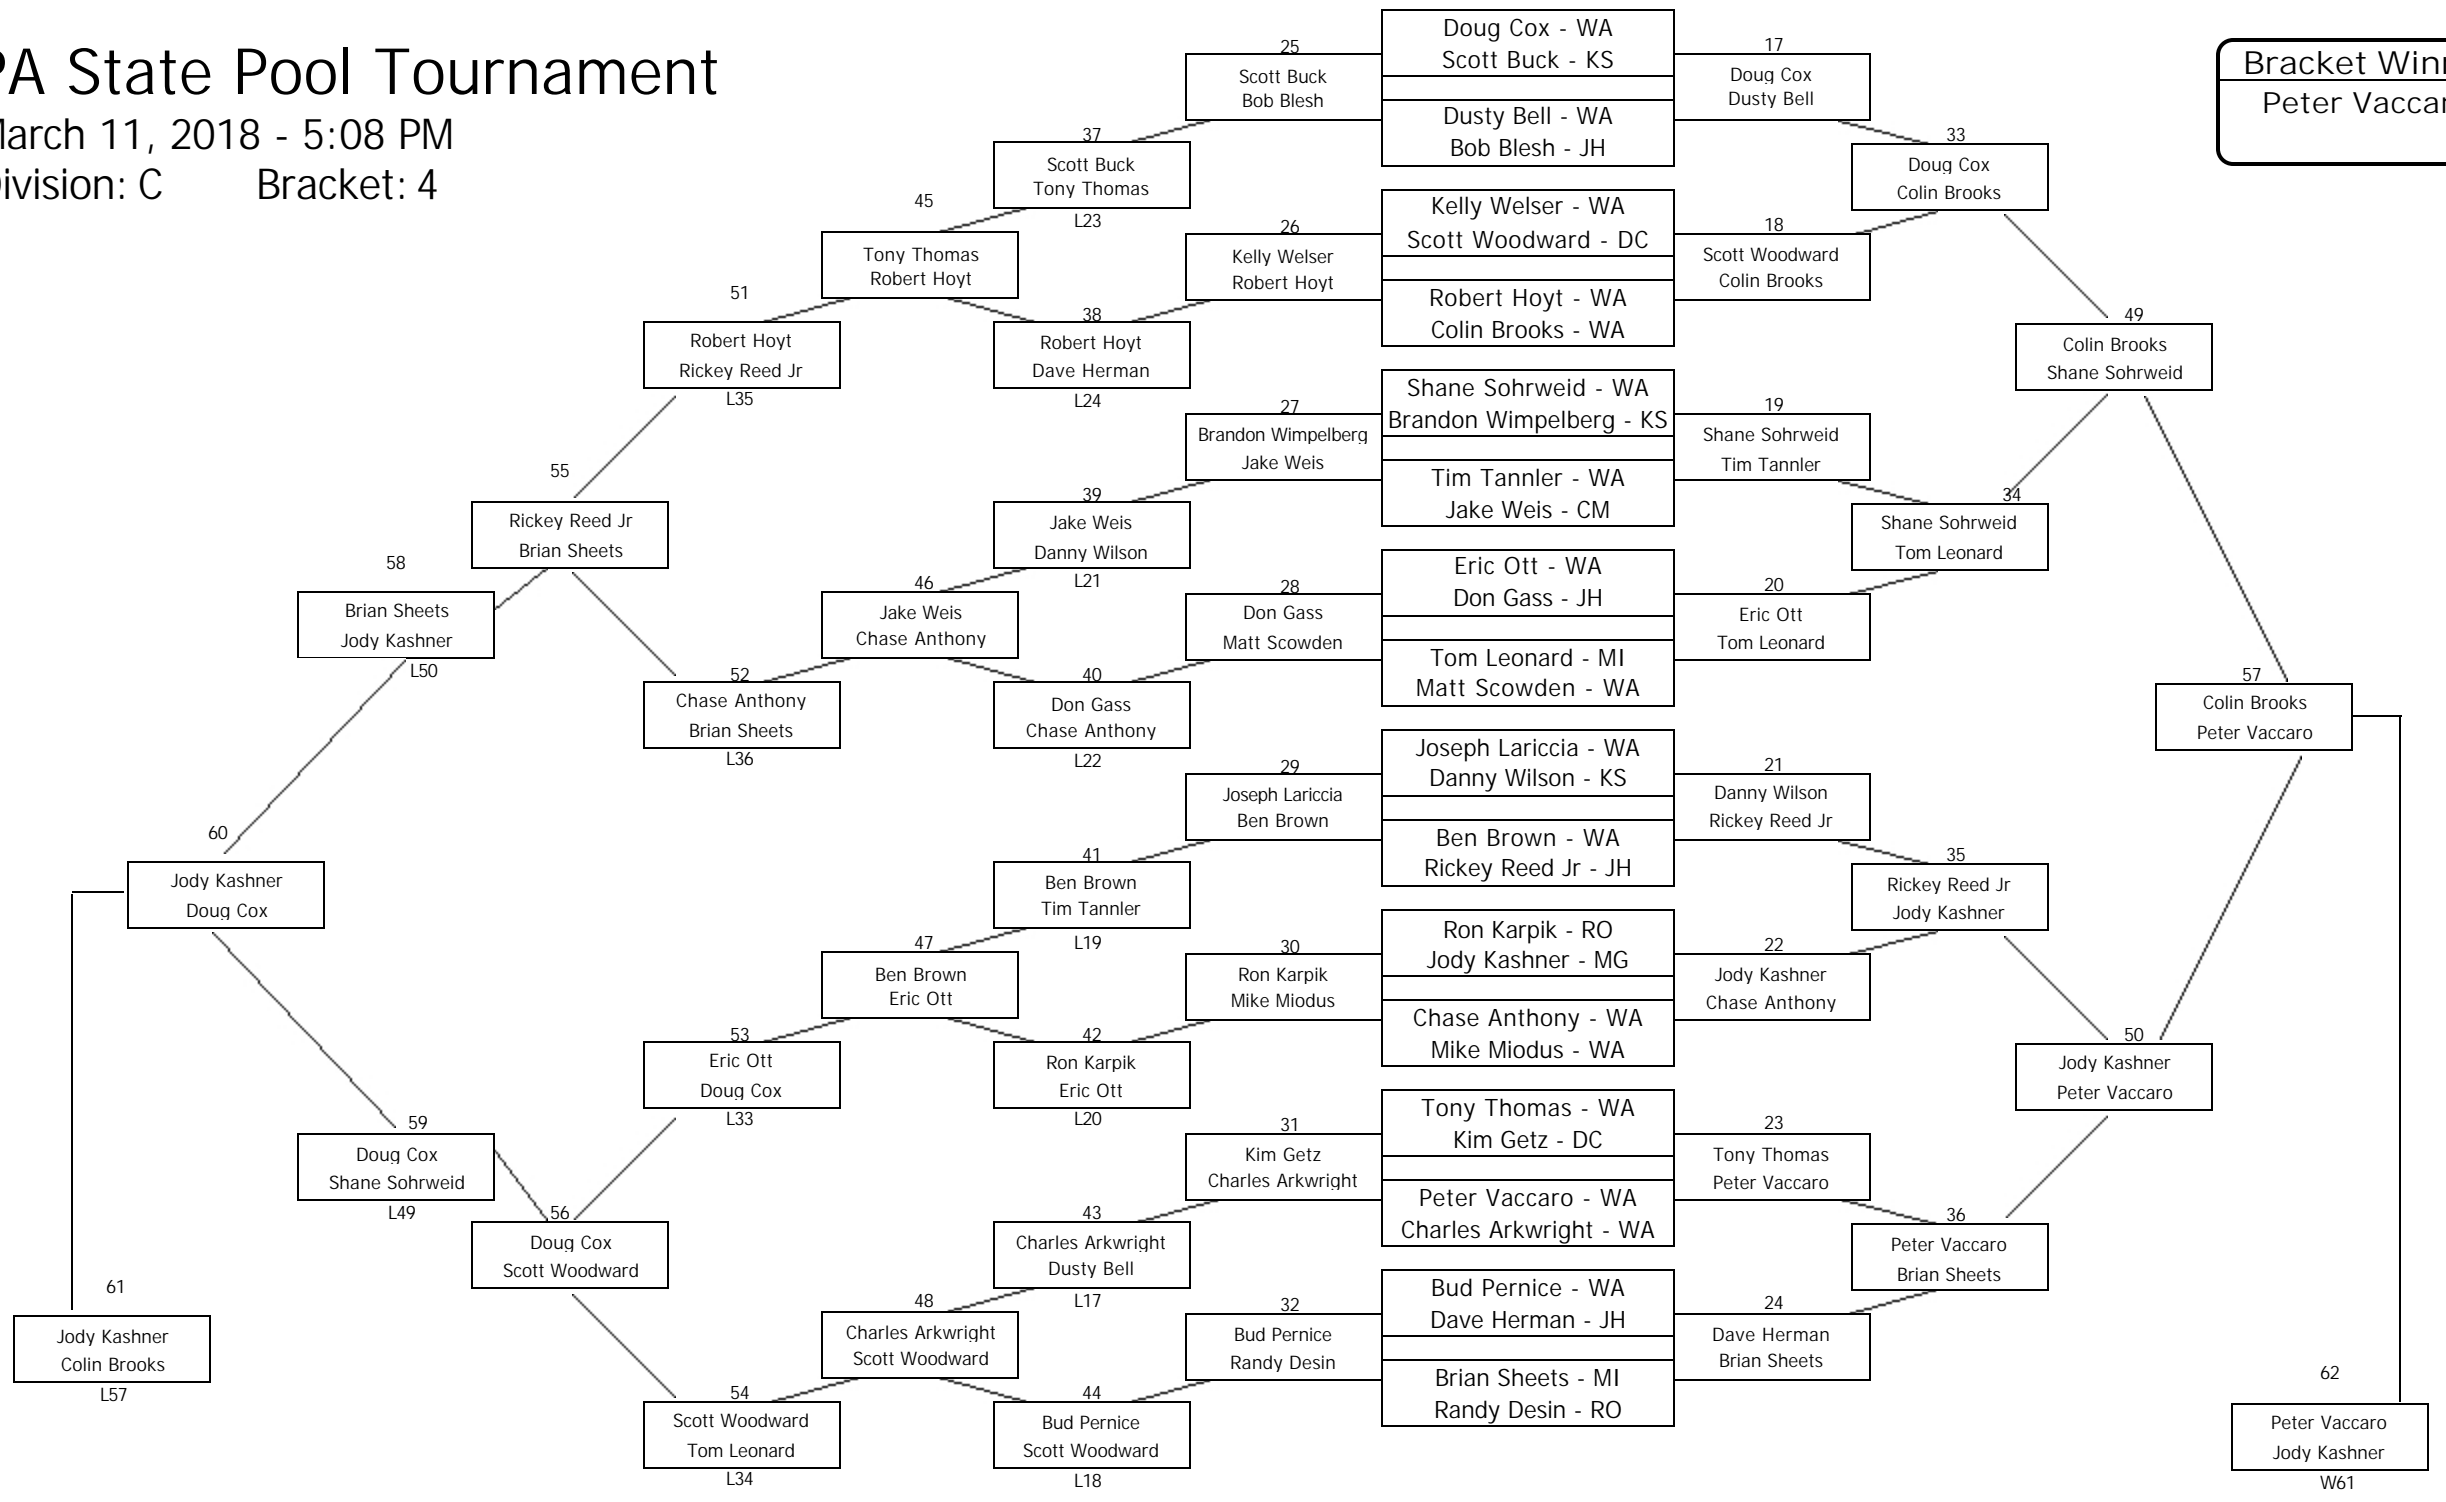 PA State Pool Tournament
March 11, 2018 - 5:08 PM
Division: C Bracket: 4
60
Jody Kashner
Doug Cox
61
Jody Kashner
Colin Brooks
L57
58
Brian Sheets
Jody Kashner
L50
59
Doug Cox
Shane Sohrweid
L49
55
Rickey Reed Jr
Brian Sheets
56
Doug Cox
Scott Woodward
51
Robert Hoyt
Rickey Reed Jr
L35
52
Chase Anthony
Brian Sheets
L36
53
Eric Ott
Doug Cox
L33
54
Scott Woodward
Tom Leonard
L34
45
Tony Thomas
Robert Hoyt
46
Jake Weis
Chase Anthony
47
Ben Brown
Eric Ott
48
Charles Arkwright
Scott Woodward
37
Scott Buck
Tony Thomas
L23
38
Robert Hoyt
Dave Herman
L24
39
Jake Weis
Danny Wilson
L21
40
Don Gass
Chase Anthony
L22
41
Ben Brown
Tim Tannler
L19
42
Ron Karpik
Eric Ott
L20
43
Charles Arkwright
Dusty Bell
L17
44
Bud Pernice
Scott Woodward
L18
25
Scott Buck
Bob Blesh
26
Kelly Welser
Robert Hoyt
27
Brandon Wimpelberg
Jake Weis
28
Don Gass
Matt Scowden
29
Joseph Lariccia
Ben Brown
30
Ron Karpik
Mike Miodus
31
Kim Getz
Charles Arkwright
32
Bud Pernice
Randy Desin
Doug Cox - WA
Scott Buck - KS
Dusty Bell - WA
Bob Blesh - JH
Kelly Welser - WA
Scott Woodward - DC
Robert Hoyt - WA
Colin Brooks - WA
Shane Sohrweid - WA
Brandon Wimpelberg - KS
Tim Tannler - WA
Jake Weis - CM
Eric Ott - WA
Don Gass - JH
Tom Leonard - MI
Matt Scowden - WA
Joseph Lariccia - WA
Danny Wilson - KS
Ben Brown - WA
Rickey Reed Jr - JH
Ron Karpik - RO
Jody Kashner - MG
Chase Anthony - WA
Mike Miodus - WA
Tony Thomas - WA
Kim Getz - DC
Peter Vaccaro - WA
Charles Arkwright - WA
Bud Pernice - WA
Dave Herman - JH
Brian Sheets - MI
Randy Desin - RO
17
Doug Cox
Dusty Bell
18
Scott Woodward
Colin Brooks
19
Shane Sohrweid
Tim Tannler
20
Eric Ott
Tom Leonard
21
Danny Wilson
Rickey Reed Jr
22
Jody Kashner
Chase Anthony
23
Tony Thomas
Peter Vaccaro
24
Dave Herman
Brian Sheets
33
Doug Cox
Colin Brooks
34
Shane Sohrweid
Tom Leonard
35
Rickey Reed Jr
Jody Kashner
36
Peter Vaccaro
Brian Sheets
49
Colin Brooks
Shane Sohrweid
50
Jody Kashner
Peter Vaccaro
57
Colin Brooks
Peter Vaccaro
62
Peter Vaccaro
Jody Kashner
W61
Bracket Win
Peter Vacca